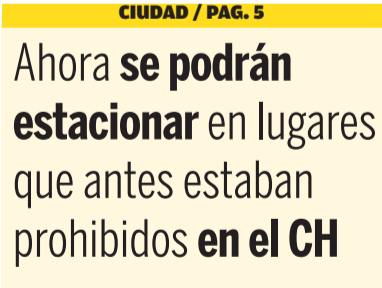 CIUDAD / PAG. 5
Ahora se podrán
estacionar en lugares
que antes estaban
prohibidos en el CH